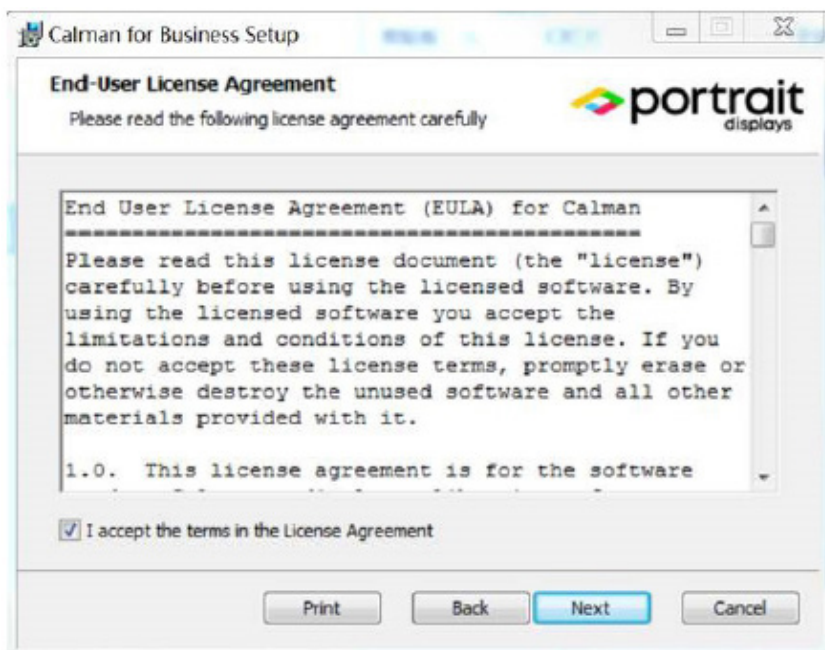 Calman for Business Setup
End-User License Agreement
Please read the following license agreement carefully
portrait
displays
End User License Agreement (EULA) for Calman
===========================================
Please read this license document (the "license")
carefully before using the licensed software. By
using the licensed software you accept the
limitations and conditions of this license. If you
do not accept these license terms, promptly erase or
otherwise destroy the unused software and all other
materials provided with it.
1.0. This license agreement is for the software
I accept the terms in the License Agreement
Print
Back
Next
Cancel